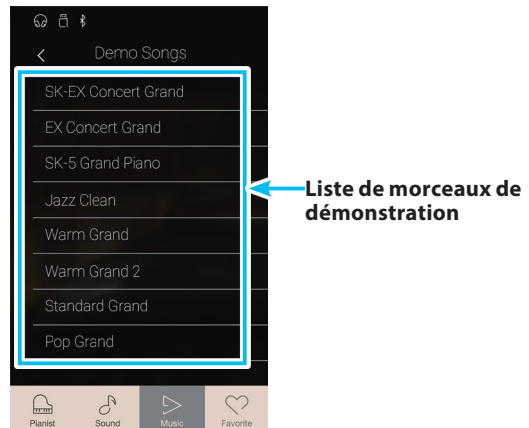 Demo Songs
SK-EX Concert Grand
EX Concert Grand
SK-5 Grand Piano
Jazz Clean
Warm Grand
Warm Grand 2
Standard Grand
Pop Grand
Liste de morceaux de
démonstration
Pianist Sound Music Favorite